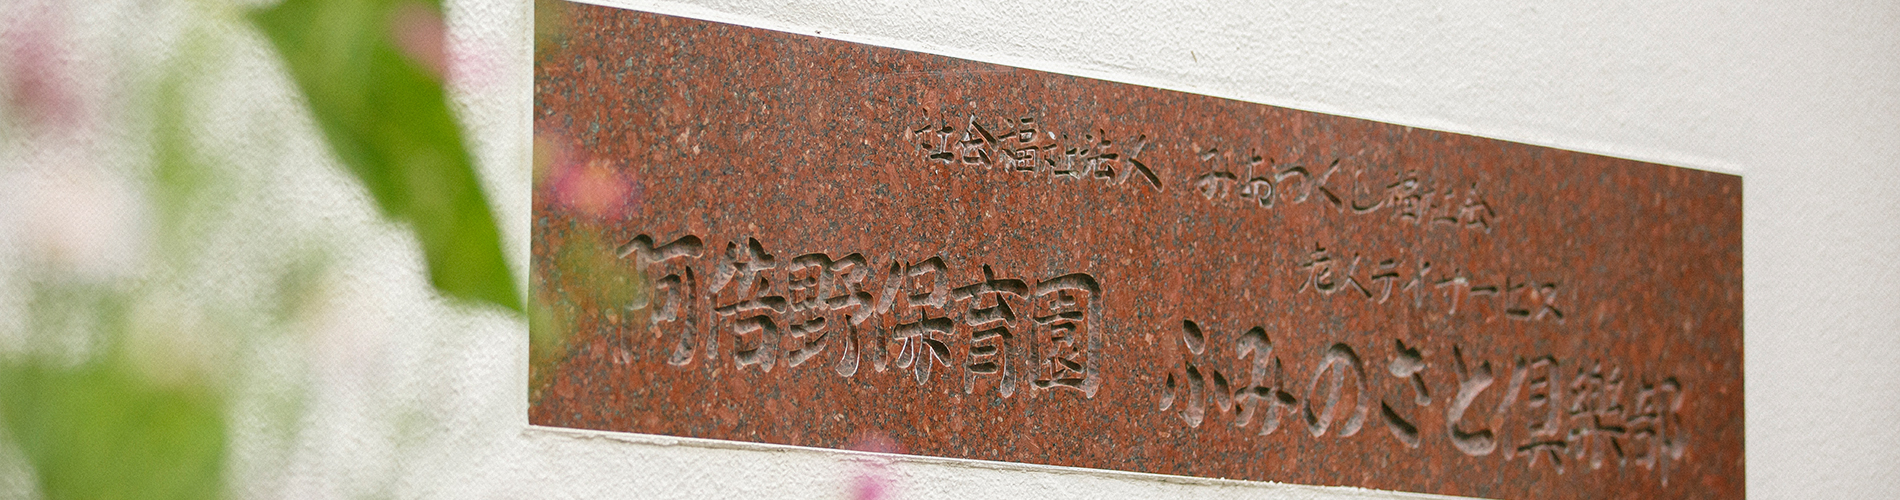 社会福祉法人 みおつくし福祉会
老人デイサービス
阿倍野保育園 ふみのさと倶楽部